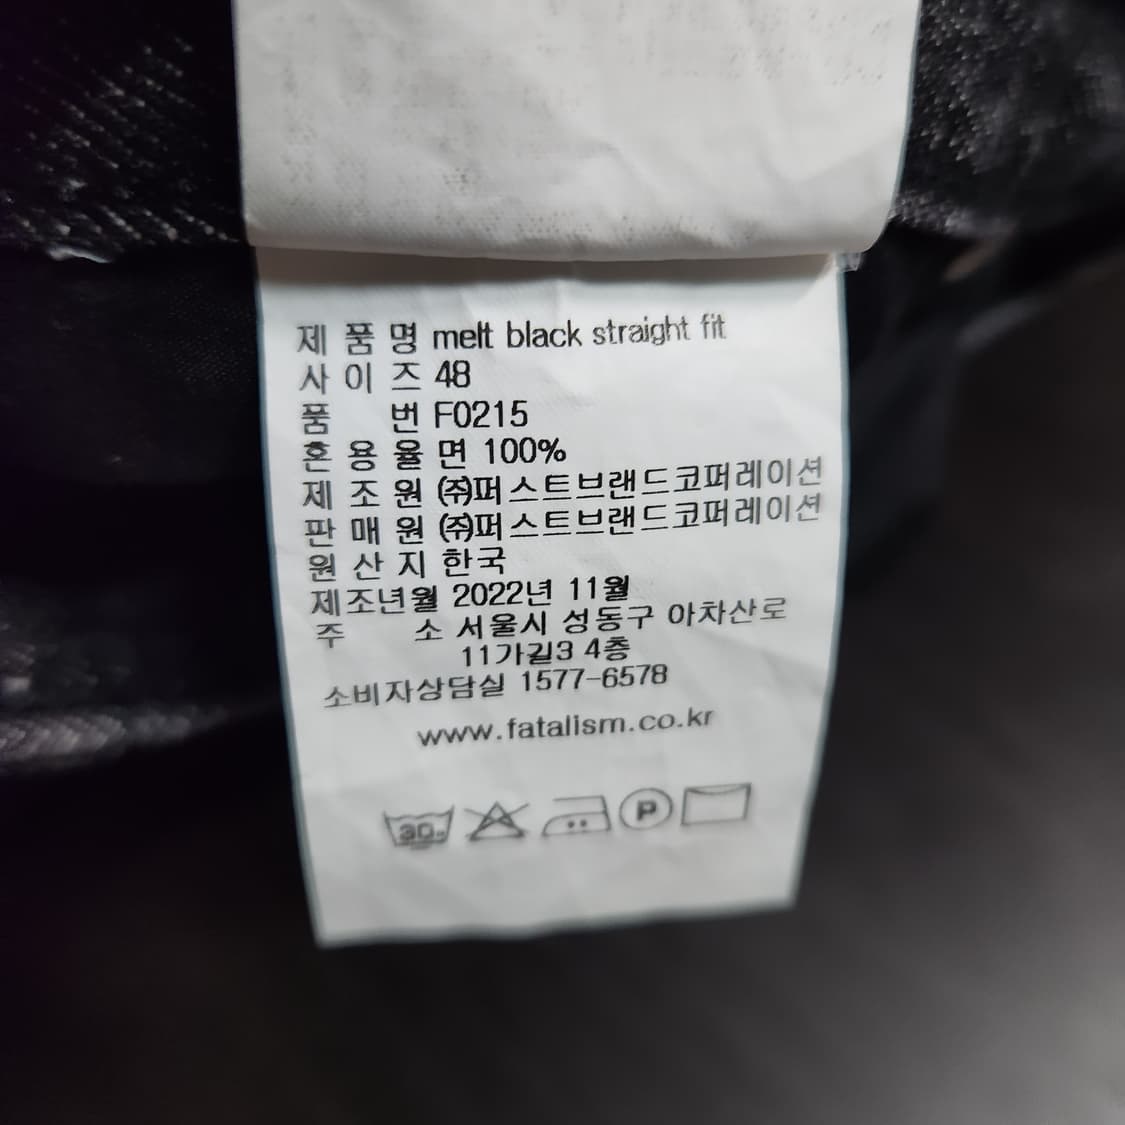 제 품 명 melt black straight fit
사 이 즈 48
품 번 F0215
혼 용 율 면 100%
제 조 원 ㈜퍼스트브랜드코퍼레이션
판 매 원 ㈜퍼스트브랜드코퍼레이션
원 산 지 한국
제조년월 2022년 11월
주 소 서울시 성동구 아차산로
11가길3 4층
소비자상담실 1577-6578
www.fatalism.co.kr
30
P